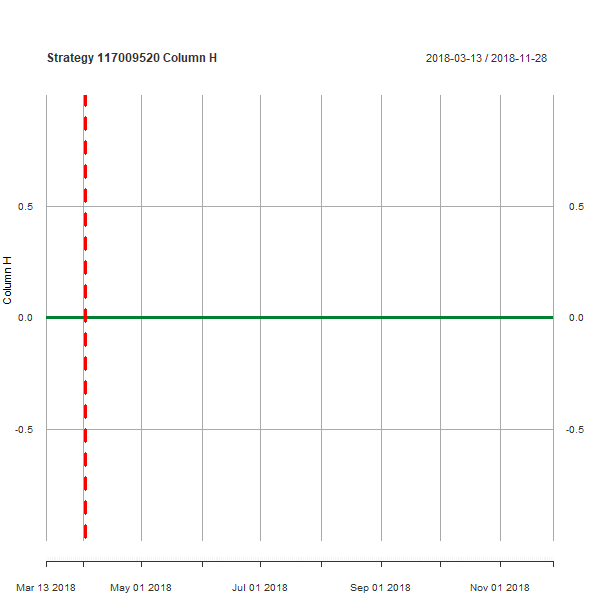 Strategy 117009520 Column H
2018-03-13 / 2018-11-28
0.5
0.5
Column H
0.0
0.0
-0.5
-0.5
Mar 13 2018
May 01 2018
Jul 01 2018
Sep 01 2018
Nov 01 2018